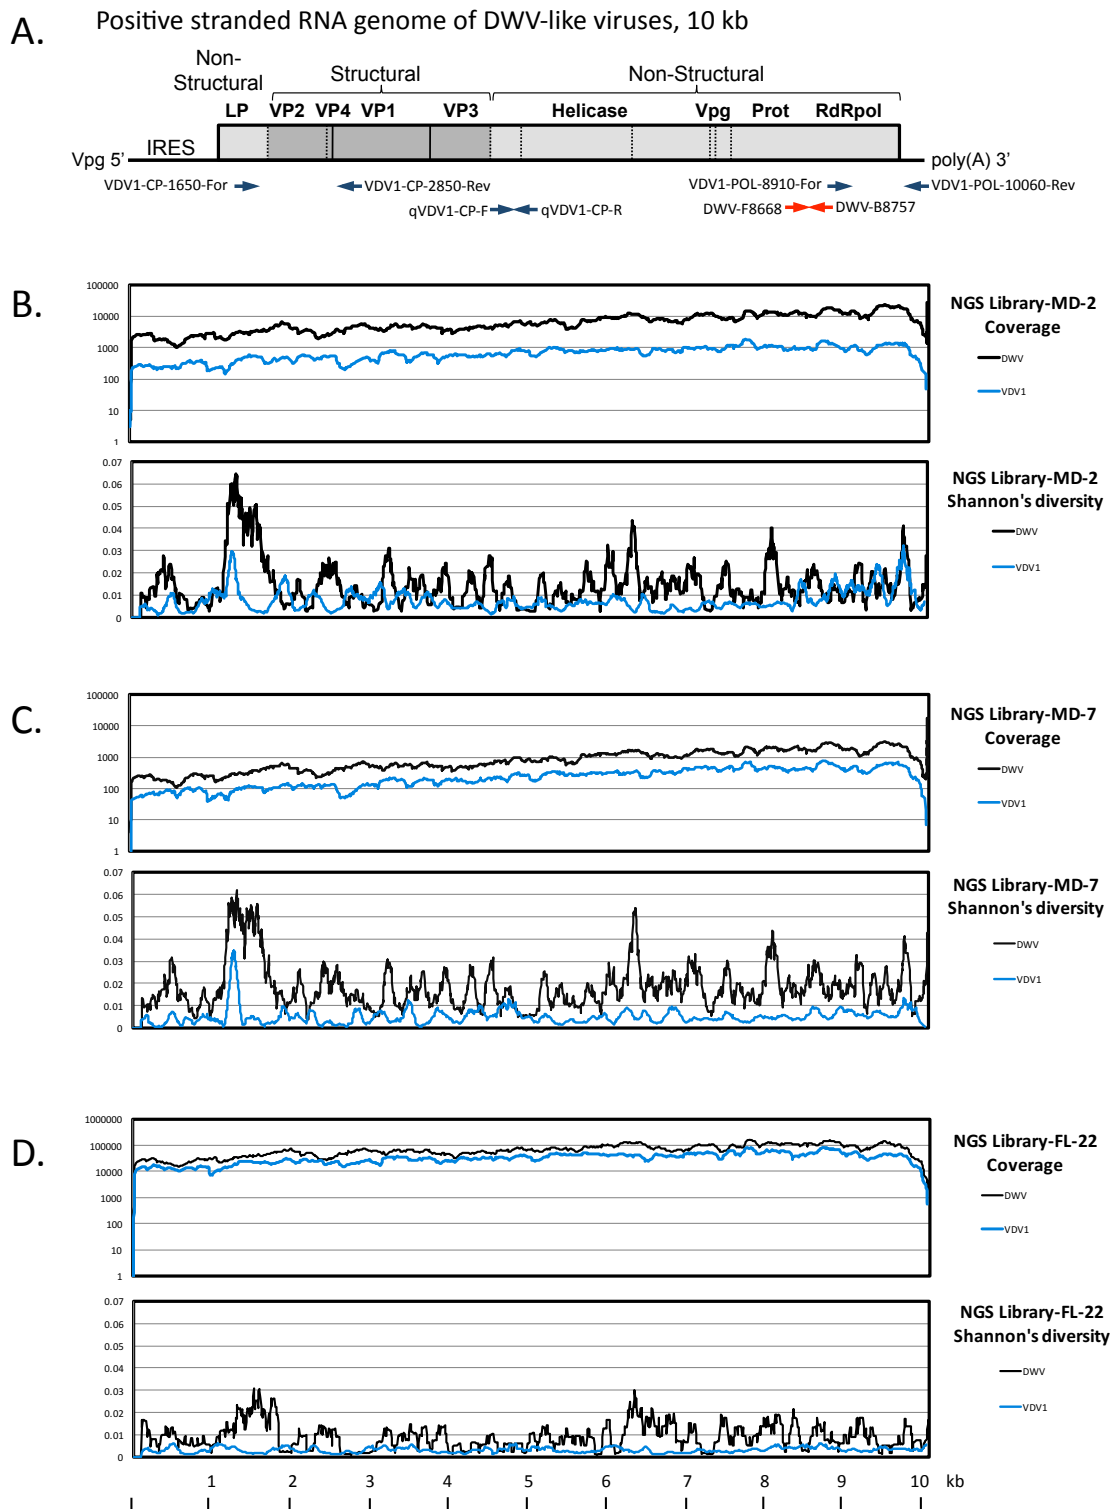 A.
Positive stranded RNA genome of DWV-like viruses, 10 kb
Non-
Structural
Structural
Non-Structural
LP VP2 VP4 VP1 VP3 Helicase Vpg Prot RdRpol
IRES
Vpg 5’ poly(A) 3’
VDV1-CP-1650-For VDV1-CP-2850-Rev VDV1-POL-8910-For VDV1-POL-10060-Rev
qVDV1-CP-F qVDV1-CP-R DWV-F8668 DWV-B8757
B.
100000
10000
1000
100
10
1
NGS Library-MD-2
Coverage
DWV
VDV1
0.07
0.06
0.05
0.04
0.03
0.02
0.01
0
NGS Library-MD-2
Shannon's diversity
DWV
VDV1
C.
100000
10000
1000
100
10
1
NGS Library-MD-7
Coverage
DWV
VDV1
0.07
0.06
0.05
0.04
0.03
0.02
0.01
0
NGS Library-MD-7
Shannon's diversity
DWV
VDV1
D.
1000000
100000
10000
1000
100
10
1
NGS Library-FL-22
Coverage
DWV
VDV1
0.07
0.06
0.05
0.04
0.03
0.02
0.01
0
NGS Library-FL-22
Shannon's diversity
DWV
VDV1
1 2 3 4 5 6 7 8 9 10 kb